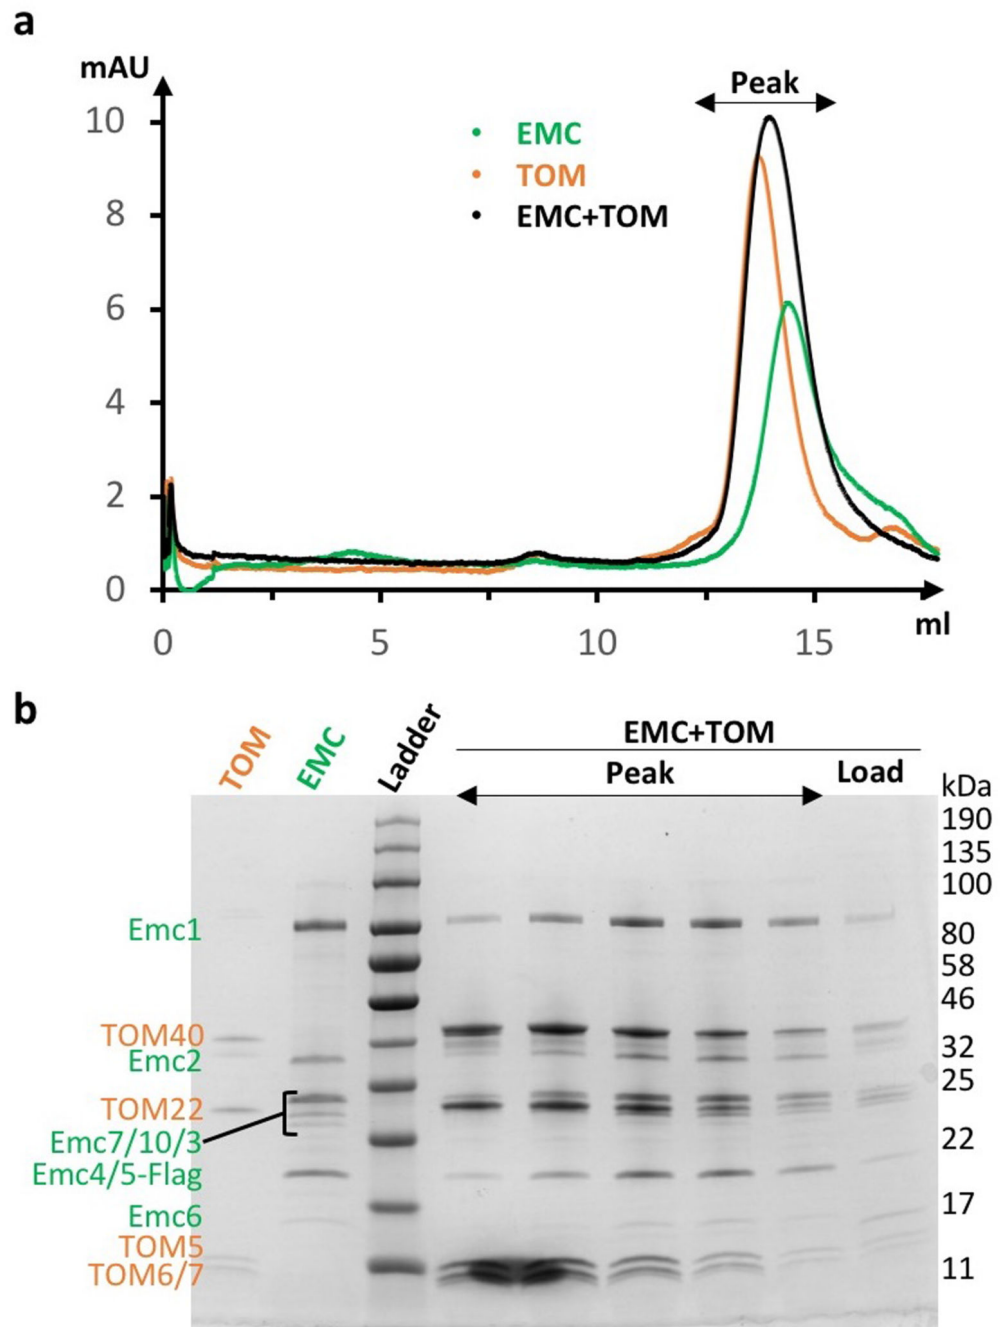 a
mAU
Peak
10
EMC
TOM
EMC+TOM
8
6
4
2
0
0 5 10 15
ml
b
TOM EMC Ladder
EMC+TOM
Peak Load
kDa
190
135
100
Emc1
80
58
46
TOM40
32
Emc2
25
TOM22
Emc7/10/3
22
Emc4/5-Flag
17
Emc6
TOM5
TOM6/7
11